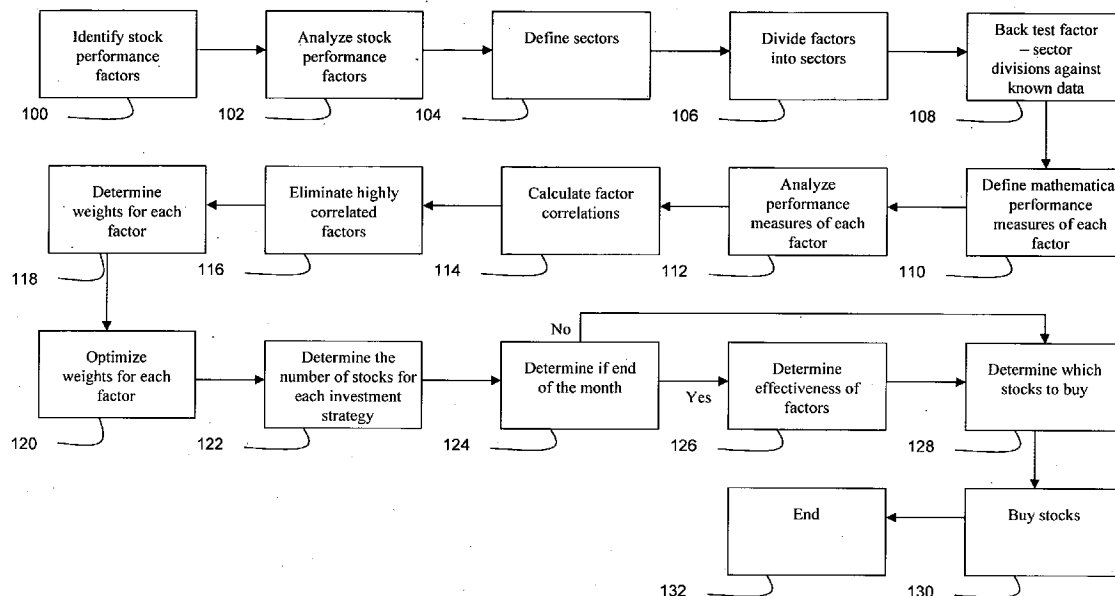 Identify stock
performance
factors
100
Analyze stock
performance
factors
102
Define sectors
104
Divide factors
into sectors
106
Back test factor
– sector
divisions against
known data
108
Define mathematical
performance
measures of each
factor
110
Analyze
performance
measures of each
factor
112
Calculate factor
correlations
114
Eliminate highly
correlated
factors
116
Determine
weights for each
factor
118
Optimize
weights for each
factor
120
Determine the
number of stocks for
each investment
strategy
122
Determine if end
of the month
124
No
Yes
Determine
effectiveness of
factors
126
Determine which
stocks to buy
128
Buy stocks
130
End
132